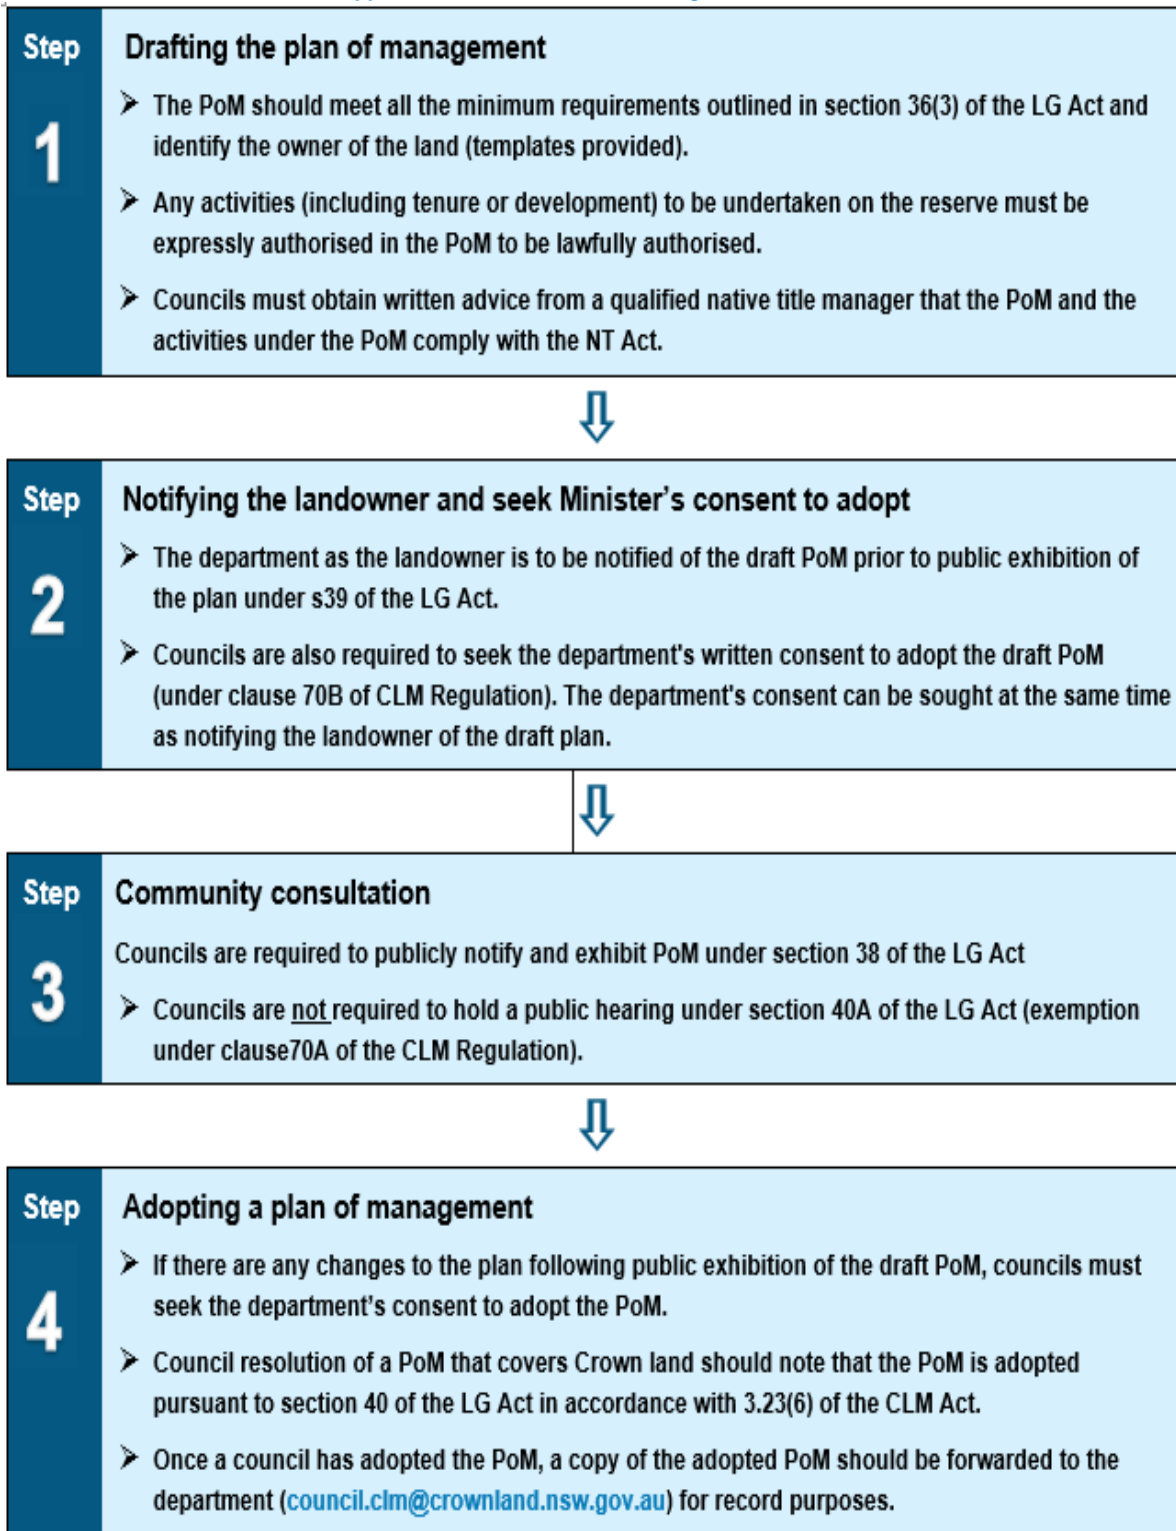 Step
1
Drafting the plan of management
➤ The PoM should meet all the minimum requirements outlined in section 36(3) of the LG Act and
identify the owner of the land (templates provided).
➤ Any activities (including tenure or development) to be undertaken on the reserve must be
expressly authorised in the PoM to be lawfully authorised.
➤ Councils must obtain written advice from a qualified native title manager that the PoM and the
activities under the PoM comply with the NT Act.
Step
2
Notifying the landowner and seek Minister's consent to adopt
➤ The department as the landowner is to be notified of the draft PoM prior to public exhibition of
the plan under s39 of the LG Act.
➤ Councils are also required to seek the department's written consent to adopt the draft PoM
(under clause 70B of CLM Regulation). The department's consent can be sought at the same time
as notifying the landowner of the draft plan.
Step
3
Community consultation
Councils are required to publicly notify and exhibit PoM under section 38 of the LG Act
➤ Councils are not required to hold a public hearing under section 40A of the LG Act (exemption
under clause70A of the CLM Regulation).
Step
4
Adopting a plan of management
➤ If there are any changes to the plan following public exhibition of the draft PoM, councils must
seek the department's consent to adopt the PoM.
➤ Council resolution of a PoM that covers Crown land should note that the PoM is adopted
pursuant to section 40 of the LG Act in accordance with 3.23(6) of the CLM Act.
➤ Once a council has adopted the PoM, a copy of the adopted PoM should be forwarded to the
department (council.clm@crownland.nsw.gov.au) for record purposes.